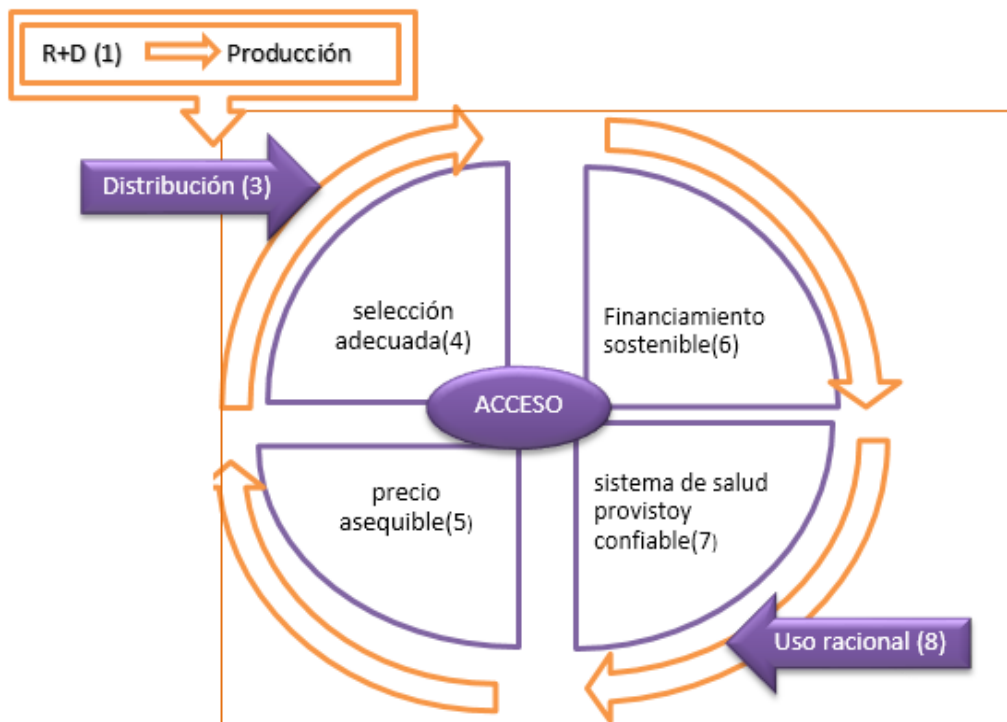 R+D (1) Producción
Distribución (3)
selección
adecuada(4)
Financiamiento
sostenible(6)
ACCESO
precio
asequible(5)
sistema de salud
provistoy
confiable(7)
Uso racional (8)